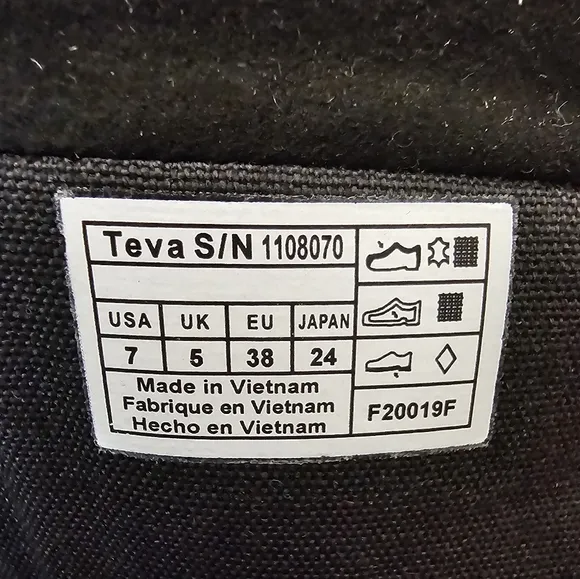 Teva S/N 1108070
USA UK EU JAPAN
7 5 38 24
Made in Vietnam
Fabrique en Vietnam
Hecho en Vietnam
F20019F